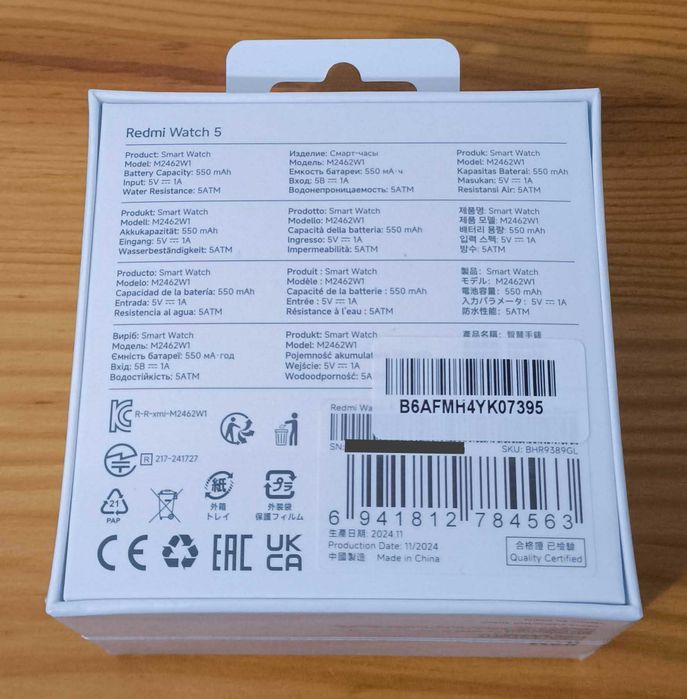 Redmi Watch 5
Product: Smart Watch
Model: M2462W1
Battery Capacity: 550 mAh
Input: 5V ⎓ 1A
Water Resistance: 5ATM
Изделие: Смарт-часы
Модель: M2462W1
Емкость батареи: 550 мА·ч
Вход: 5В ⎓ 1A
Водонепроницаемость: 5ATM
Produk: Smart Watch
Model: M2462W1
Kapasitas Baterai: 550 mAh
Masukan: 5V ⎓ 1A
Resistansi Air: 5ATM
Produkt: Smart Watch
Modell: M2462W1
Akkukapazität: 550 mAh
Eingang: 5V ⎓ 1A
Wasserbeständigkeit: 5ATM
Prodotto: Smart Watch
Modello: M2462W1
Capacità della batteria: 550 mAh
Ingresso: 5V ⎓ 1A
Impermeabilità: 5ATM
제품명: Smart Watch
제품 모델: M2462W1
배터리 용량: 550 mAh
입력 스펙: 5V ⎓ 1A
방수: 5ATM
Producto: Smart Watch
Modelo: M2462W1
Capacidad de la batería: 550 mAh
Entrada: 5V ⎓ 1A
Resistencia al agua: 5ATM
Produit : Smart Watch
Modèle : M2462W1
Capacité de la batterie : 550 mAh
Entrée : 5V ⎓ 1A
Résistance à l'eau : 5ATM
製品: Smart Watch
モデル: M2462W1
電池容量: 550 mAh
入力パラメータ: 5V ⎓ 1A
防水性能: 5ATM
Виріб: Smart Watch
Модель: M2462W1
Ємність батареї: 550 мА·год
Вхід: 5В ⎓ 1A
Водостійкість: 5ATM
Produkt: Smart Watch
Model: M2462W1
Pojemność akumulat
Wejście: 5V ⎓ 1A
Wodoodporność: 5A
產品名稱: 智慧手錶
B6AFMH4YK07395
R-R-xmi-M2462W1
R 217-241727
21
PAP
紙
外箱
トレイ
プラ
外装袋
保護フィルム
CE
EAC
UK
CA
Redmi Wa
SN:
SKU: BHR9389GL
6 941812 784563
生產日期: 2024.11
Production Date: 11/2024
中國製造 Made in China
合格證 已檢驗
Quality Certified